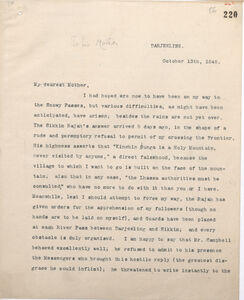 220
To his Mother
DARJEELING.
October 13th, 1848.
My dearest Mother,
I had hoped ere now to have been on my way to
the Snowy Passes, but various difficulties, as might have been
anticipated, have arisen, besides the rains are not yet over.
The Sikkim Rajah's answer arrived 5 days ago, in the shape of a
rude and peremptory refusal to permit of my crossing the Frontier.
His highness asserts that "Kinchin Junga is a Holy Mountain,
never visited by anyone," a direct falsehood, because the
village to which I want to go is built on the face of the moun-
tain; also that in any case, "the Lhassa authorities must be
consulted" who have no more to do with it than you or I have.
Meanwhile, lest I should attempt to force my way, the Rajah has
given orders for the apprehension of my followers (though no
hands are to be laid on myself), and Guards have been placed
at each River Pass between Darjeeling and Sikkim, and every
obstacle is duly organised. I am happy to say that Mr. Campbell
behaved excellently well; he refused to admit to his presence
the Messengers who brought this hostile reply (the greatest dis-
grace he could inflict), he threatened to write instantly to the